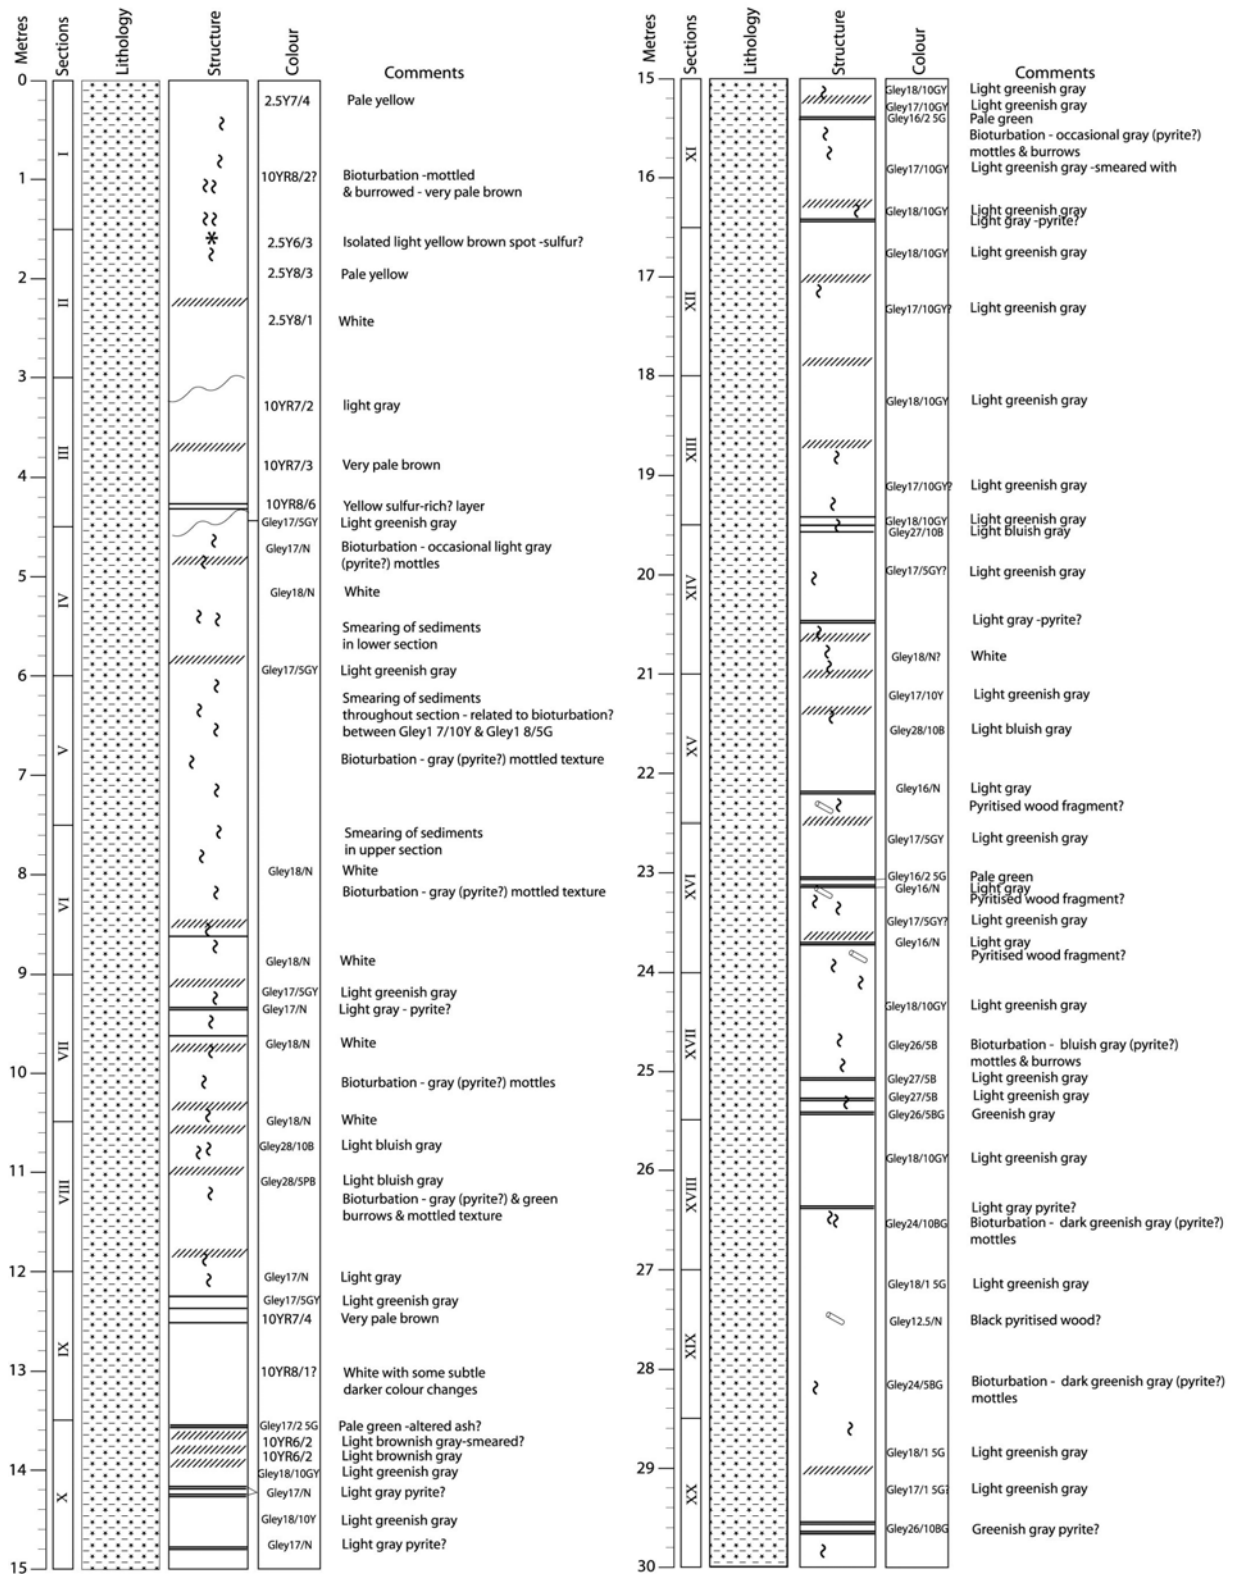 Metres Sections Lithology Structure Colour Comments
0
2.5Y7/4 Pale yellow
I
1
10YR8/2? Bioturbation -mottled
& burrowed - very pale brown
2.5Y6/3 Isolated light yellow brown spot -sulfur?
2
2.5Y8/3 Pale yellow
II
2.5Y8/1 White
3
10YR7/2 light gray
III
10YR7/3 Very pale brown
4
10YR8/6 Yellow sulfur-rich? layer
Gley17/5GY Light greenish gray
Gley17/N Bioturbation - occasional light gray
(pyrite?) mottles
5
Gley18/N White
IV
Smearing of sediments
in lower section
6
Gley17/5GY Light greenish gray
Smearing of sediments
throughout section - related to bioturbation?
between Gley1 7/10Y & Gley1 8/5G
V
Bioturbation - gray (pyrite?) mottled texture
7
Smearing of sediments
in upper section
8
Gley18/N White
Bioturbation - gray (pyrite?) mottled texture
VI
Gley18/N White
9
Gley17/5GY Light greenish gray
Gley17/N Light gray - pyrite?
Gley18/N White
VII
10
Bioturbation - gray (pyrite?) mottles
Gley18/N White
Gley28/10B Light bluish gray
11
Gley28/5PB Light bluish gray
VIII
Bioturbation - gray (pyrite?) & green
burrows & mottled texture
12
Gley17/N Light gray
Gley17/5GY Light greenish gray
10YR7/4 Very pale brown
IX
13
10YR8/1? White with some subtle
darker colour changes
Gley17/2 5G Pale green -altered ash?
10YR6/2 Light brownish gray-smeared?
10YR6/2 Light brownish gray
14
Gley18/10GY Light greenish gray
Gley17/N Light gray pyrite?
X
Gley18/10Y Light greenish gray
Gley17/N Light gray pyrite?
15
Metres Sections Lithology Structure Colour Comments
15
Gley18/10GY Light greenish gray
Gley17/10GY Light greenish gray
Gley16/2 5G Pale green
Bioturbation - occasional gray (pyrite?)
mottles & burrows
XI
Gley17/10GY Light greenish gray -smeared with
16
Gley18/10GY Light greenish gray
Light gray -pyrite?
Gley18/10GY Light greenish gray
17
XII
Gley17/10GY? Light greenish gray
18
Gley18/10GY Light greenish gray
XIII
19
Gley17/10GY? Light greenish gray
Gley18/10GY Light greenish gray
Gley27/10B Light bluish gray
20
Gley17/5GY? Light greenish gray
XIV
Light gray -pyrite?
Gley18/N? White
21
Gley17/10Y Light greenish gray
Gley28/10B Light bluish gray
XV
22
Gley16/N Light gray
Pyritised wood fragment?
Gley17/5GY Light greenish gray
23
Gley16/2 5G Pale green
Gley16/N Light gray
Pyritised wood fragment?
XVI
Gley17/5GY? Light greenish gray
Gley16/N Light gray
Pyritised wood fragment?
24
Gley18/10GY Light greenish gray
XVII
Gley26/5B Bioturbation - bluish gray (pyrite?)
mottles & burrows
25
Gley27/5B Light greenish gray
Gley27/5B Light greenish gray
Gley26/5BG Greenish gray
Gley18/10GY Light greenish gray
26
XVIII
Light gray pyrite?
Gley24/10BG Bioturbation - dark greenish gray (pyrite?)
mottles
27
Gley18/1 5G Light greenish gray
Gley12.5/N Black pyritised wood?
XIX
28
Gley24/5BG Bioturbation - dark greenish gray (pyrite?)
mottles
Gley18/1 5G Light greenish gray
29
Gley17/1 5G? Light greenish gray
XX
Gley26/10BG Greenish gray pyrite?
30